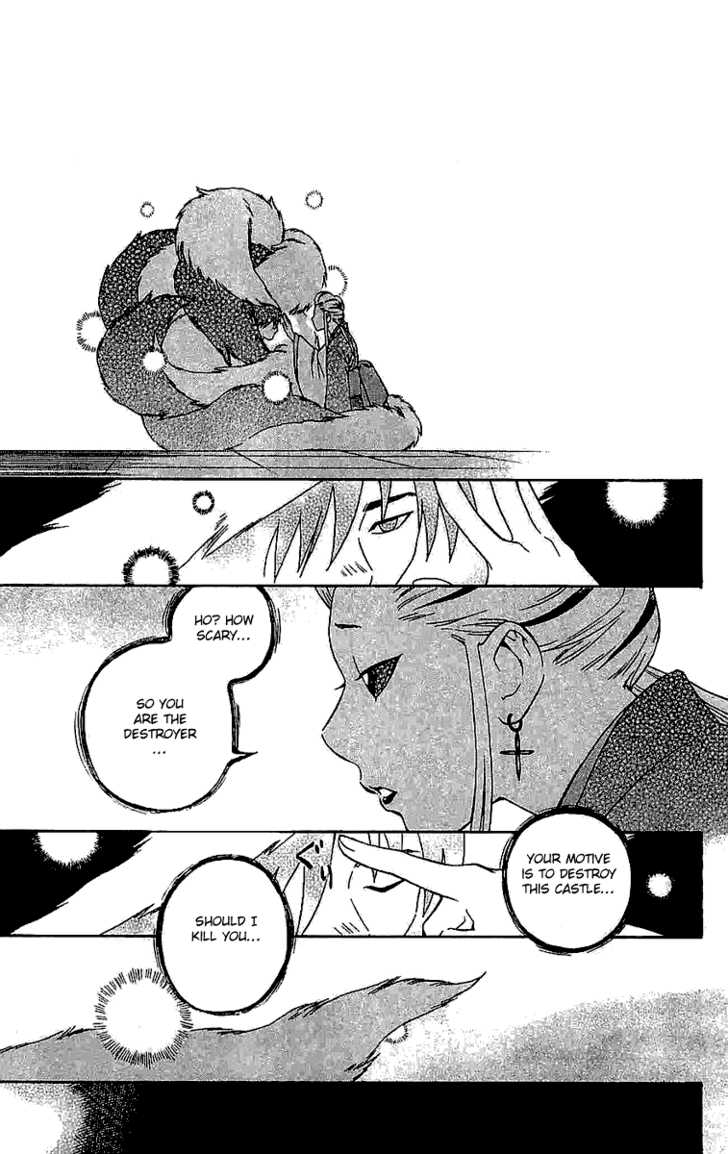 HO? HOW
SCARY...
SO YOU
ARE THE
DESTROYER
...
YOUR MOTIVE
IS TO DESTROY
THIS CASTLE...
SHOULD I
KILL YOU...